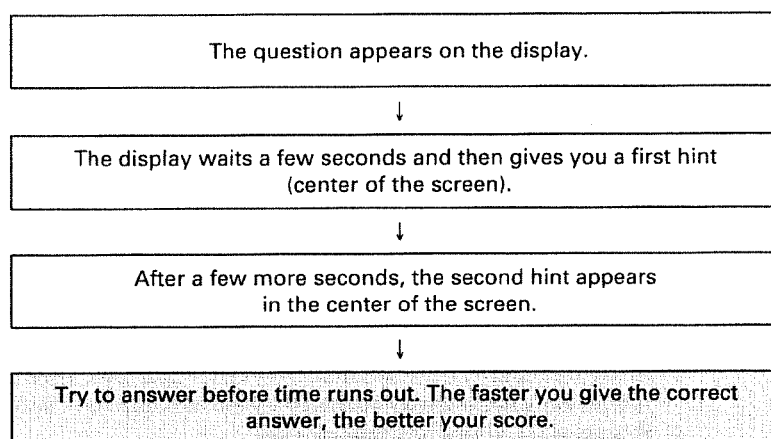 The question appears on the display.
↓
The display waits a few seconds and then gives you a first hint
(center of the screen).
↓
After a few more seconds, the second hint appears
in the center of the screen.
↓
Try to answer before time runs out. The faster you give the correct
answer, the better your score.